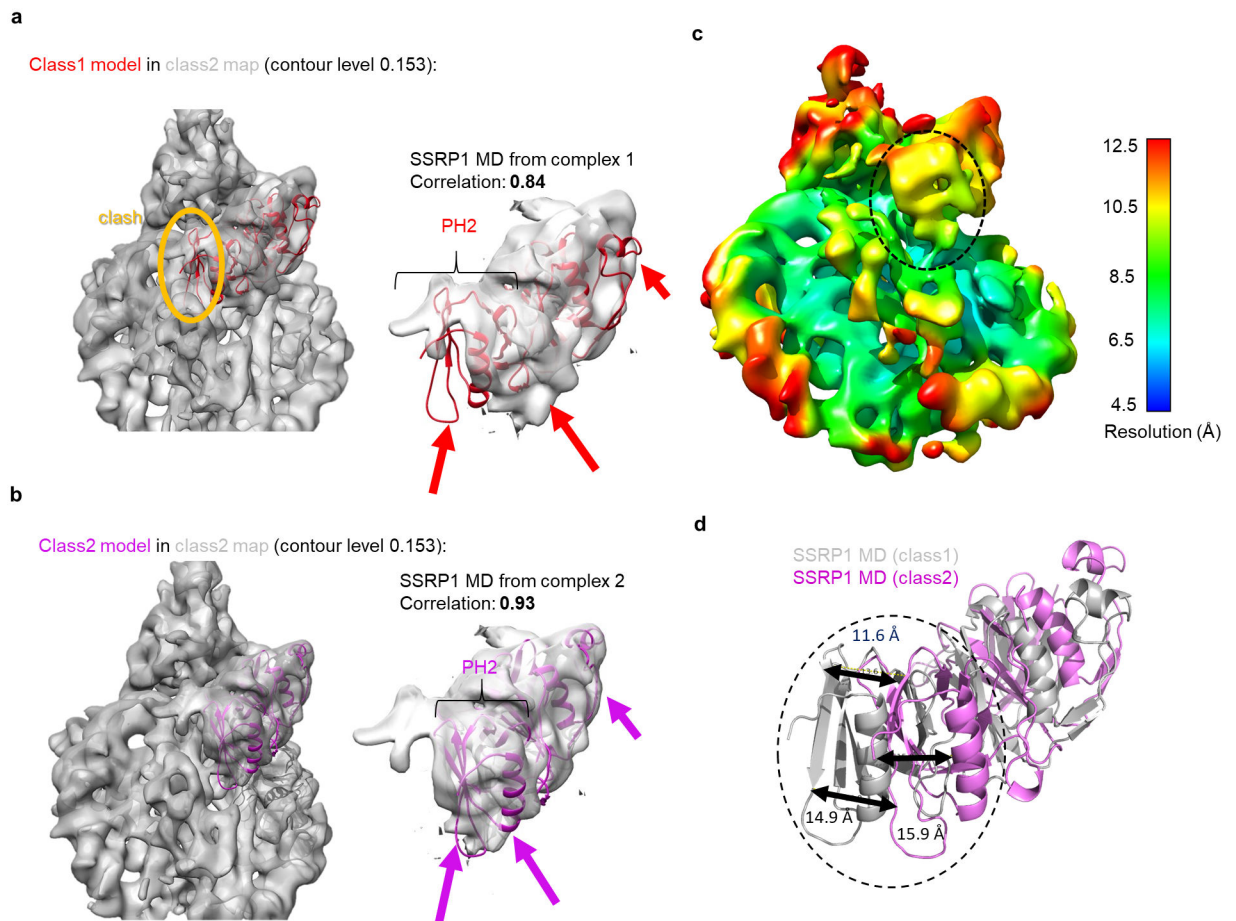 a
Class1 model in class2 map (contour level 0.153):
clash
SSRP1 MD from complex 1
Correlation: 0.84
PH2
b
Class2 model in class2 map (contour level 0.153):
SSRP1 MD from complex 2
Correlation: 0.93
PH2
c
12.5
10.5
8.5
6.5
4.5
Resolution (Å)
d
SSRP1 MD (class1)
SSRP1 MD (class2)
11.6 Å
14.9 Å
15.9 Å